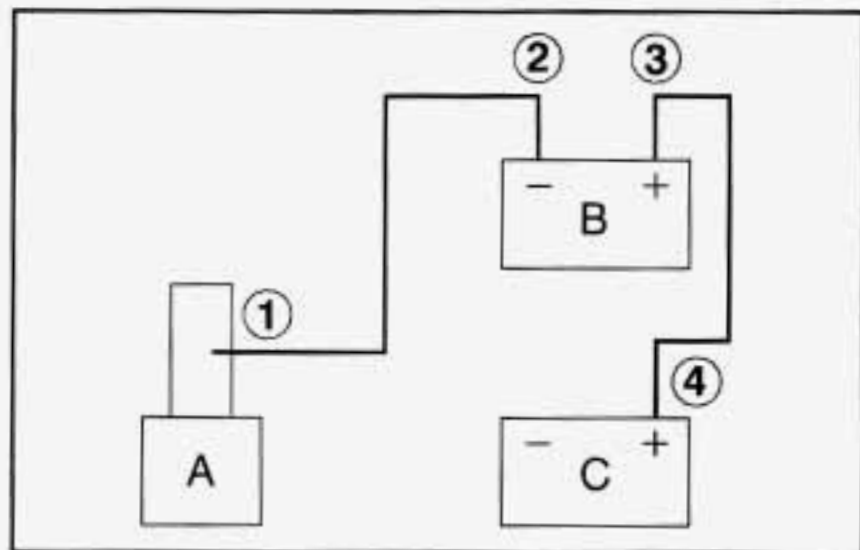 ② ③
− +
B
①
④
− +
A C